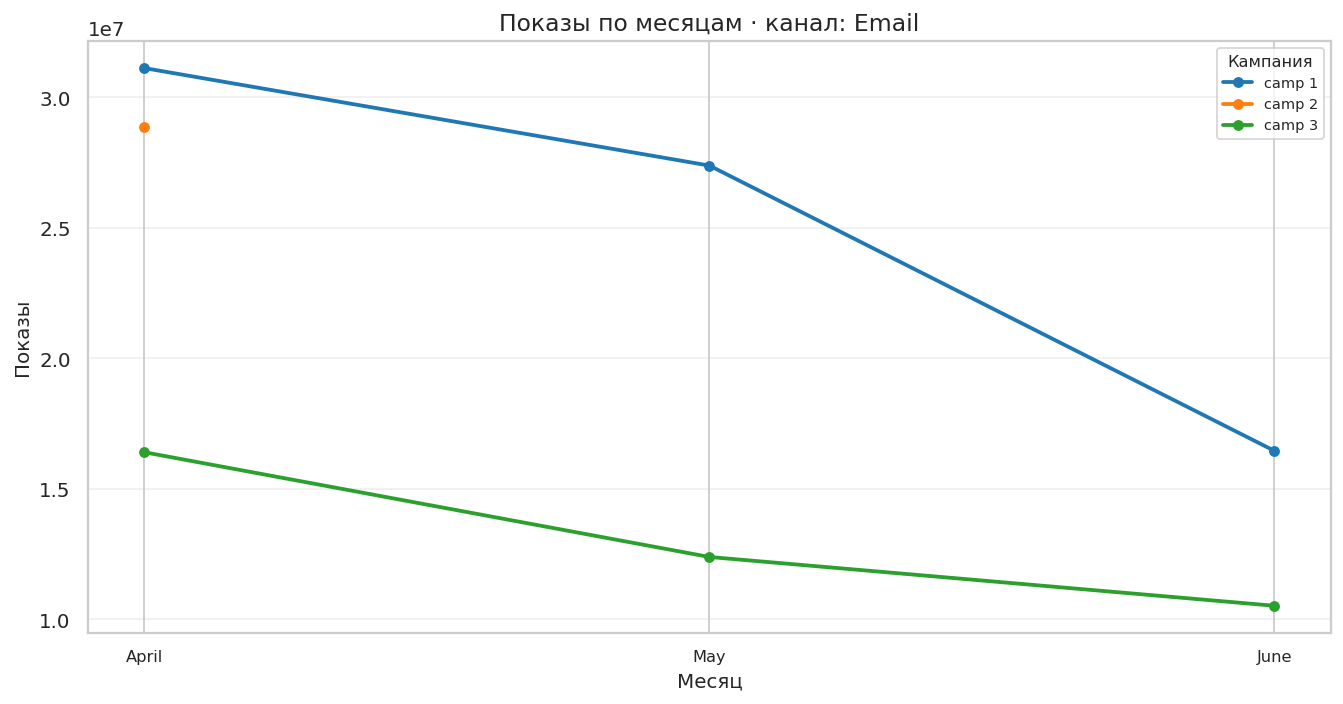 Показы по месяцам · канал: Email
1e7
Кампания
camp 1
camp 2
camp 3
3.0
2.5
2.0
1.5
1.0
Показы
April
May
June
Месяц